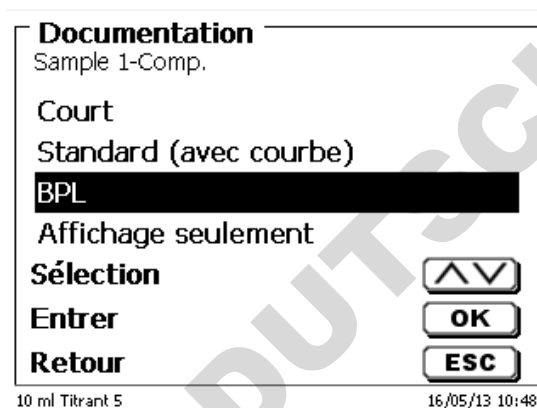 Documentation
Sample 1-Comp.
Court
Standard (avec courbe)
BPL
Affichage seulement
Sélection
Entrer OK
Retour ESC
10 ml Titrant 5 16/05/13 10:48